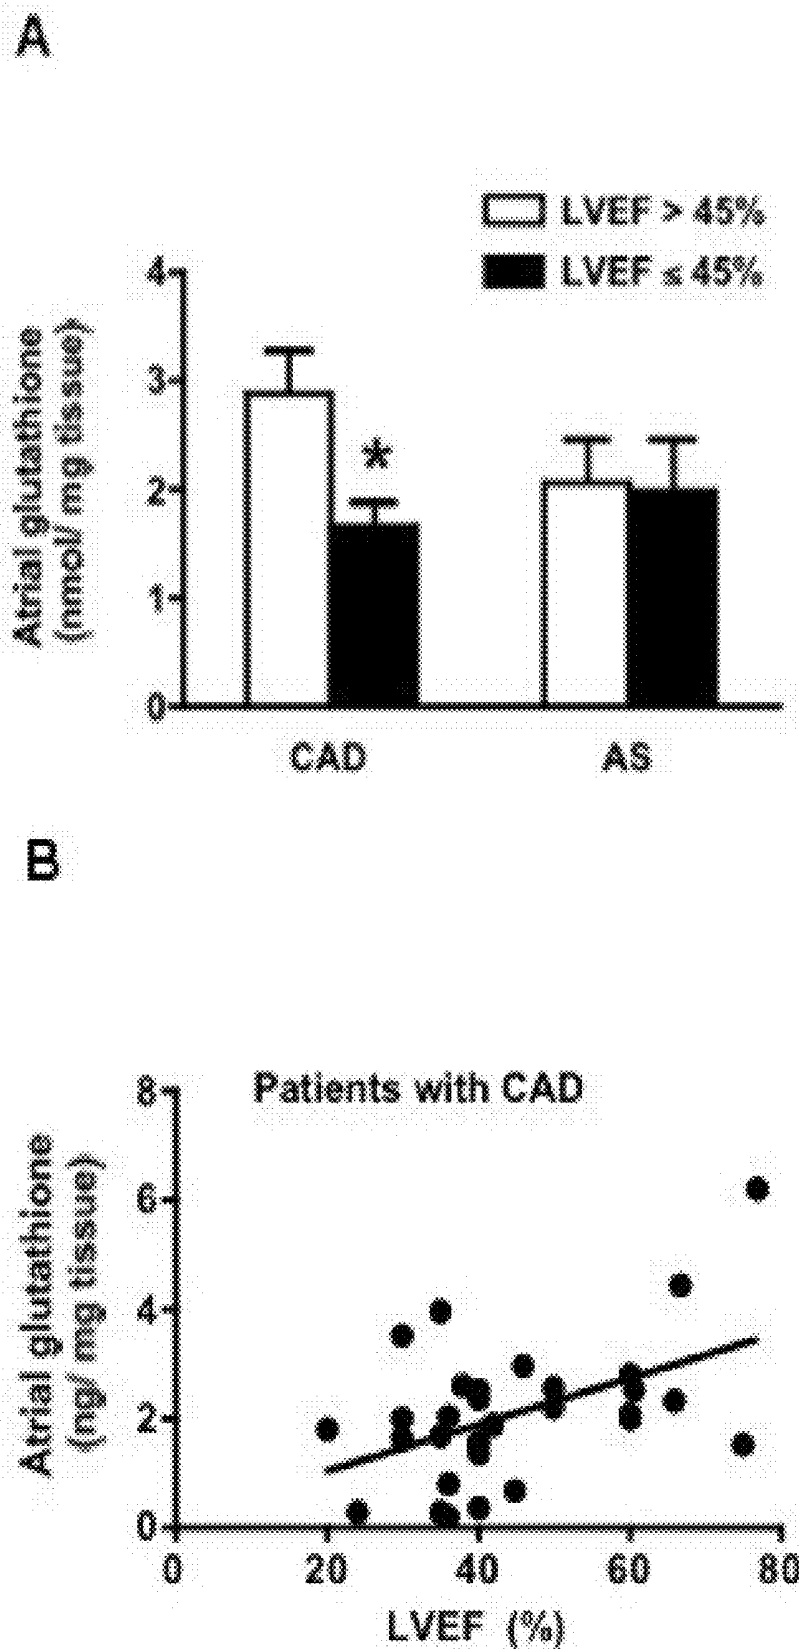 A
LVEF > 45%
LVEF ≤ 45%
Atrial glutathione
(nmol/ mg tissue)
4
3
2
1
0
*
CAD
AS
B
Patients with CAD
Atrial glutathione
(ng/ mg tissue)
8
6
4
2
0
0
20
40
60
80
LVEF (%)